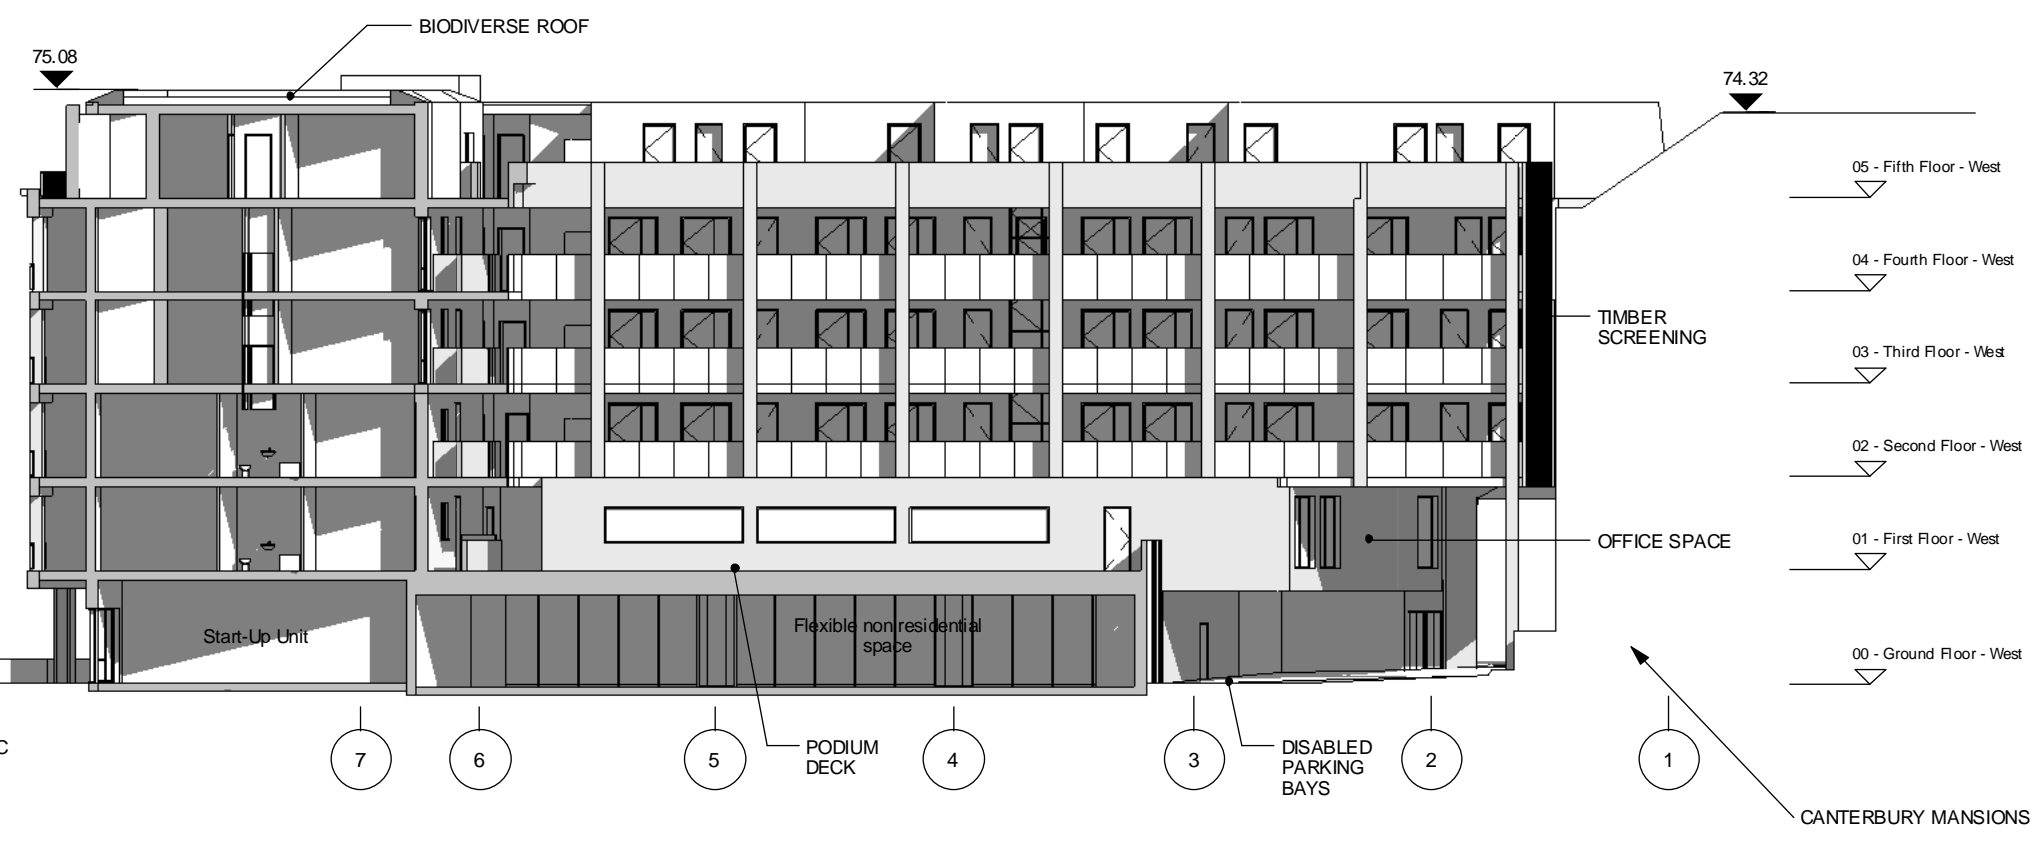 BIODIVERSE ROOF
75.08
74.32
05 - Fifth Floor - West
04 - Fourth Floor - West
TIMBER
SCREENING
03 - Third Floor - West
02 - Second Floor - West
OFFICE SPACE
01 - First Floor - West
Start-Up Unit
Flexible non residential
space
00 - Ground Floor - West
C
7
6
5
4
3
2
1
PODIUM
DECK
DISABLED
PARKING
BAYS
CANTERBURY MANSIONS